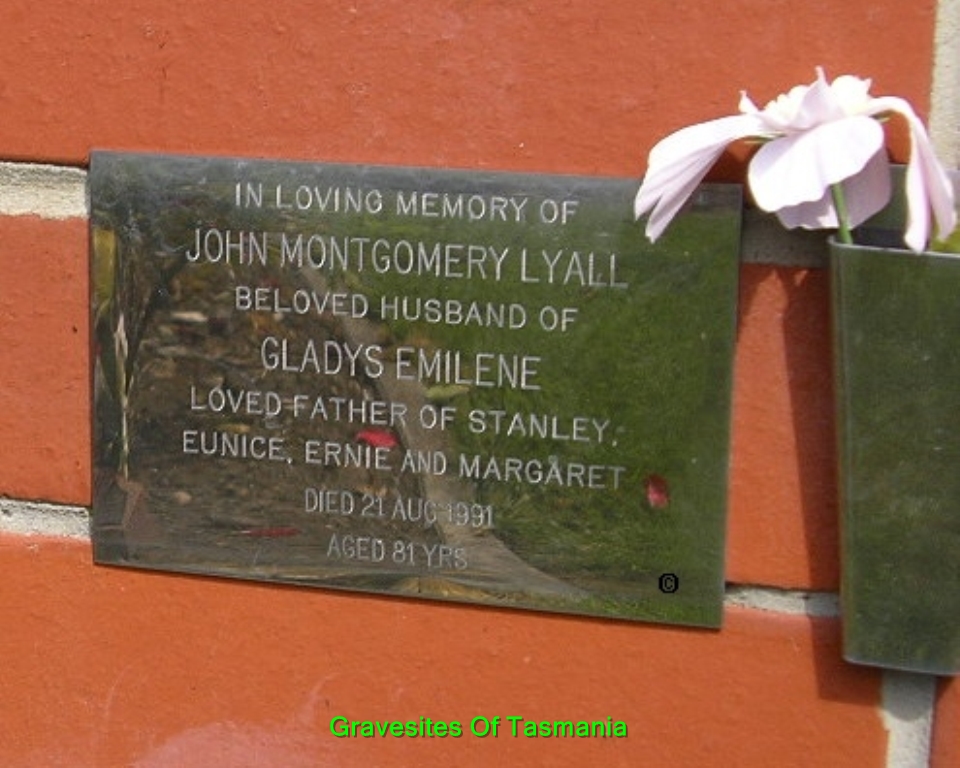 IN LOVING MEMORY OF
JOHN MONTGOMERY LYALL
BELOVED HUSBAND OF
GLADYS EMILENE
LOVED FATHER OF STANLEY,
EUNICE, ERNIE AND MARGARET
DIED 21 AUG 1991
AGED 81 YRS
©
Gravesites Of Tasmania